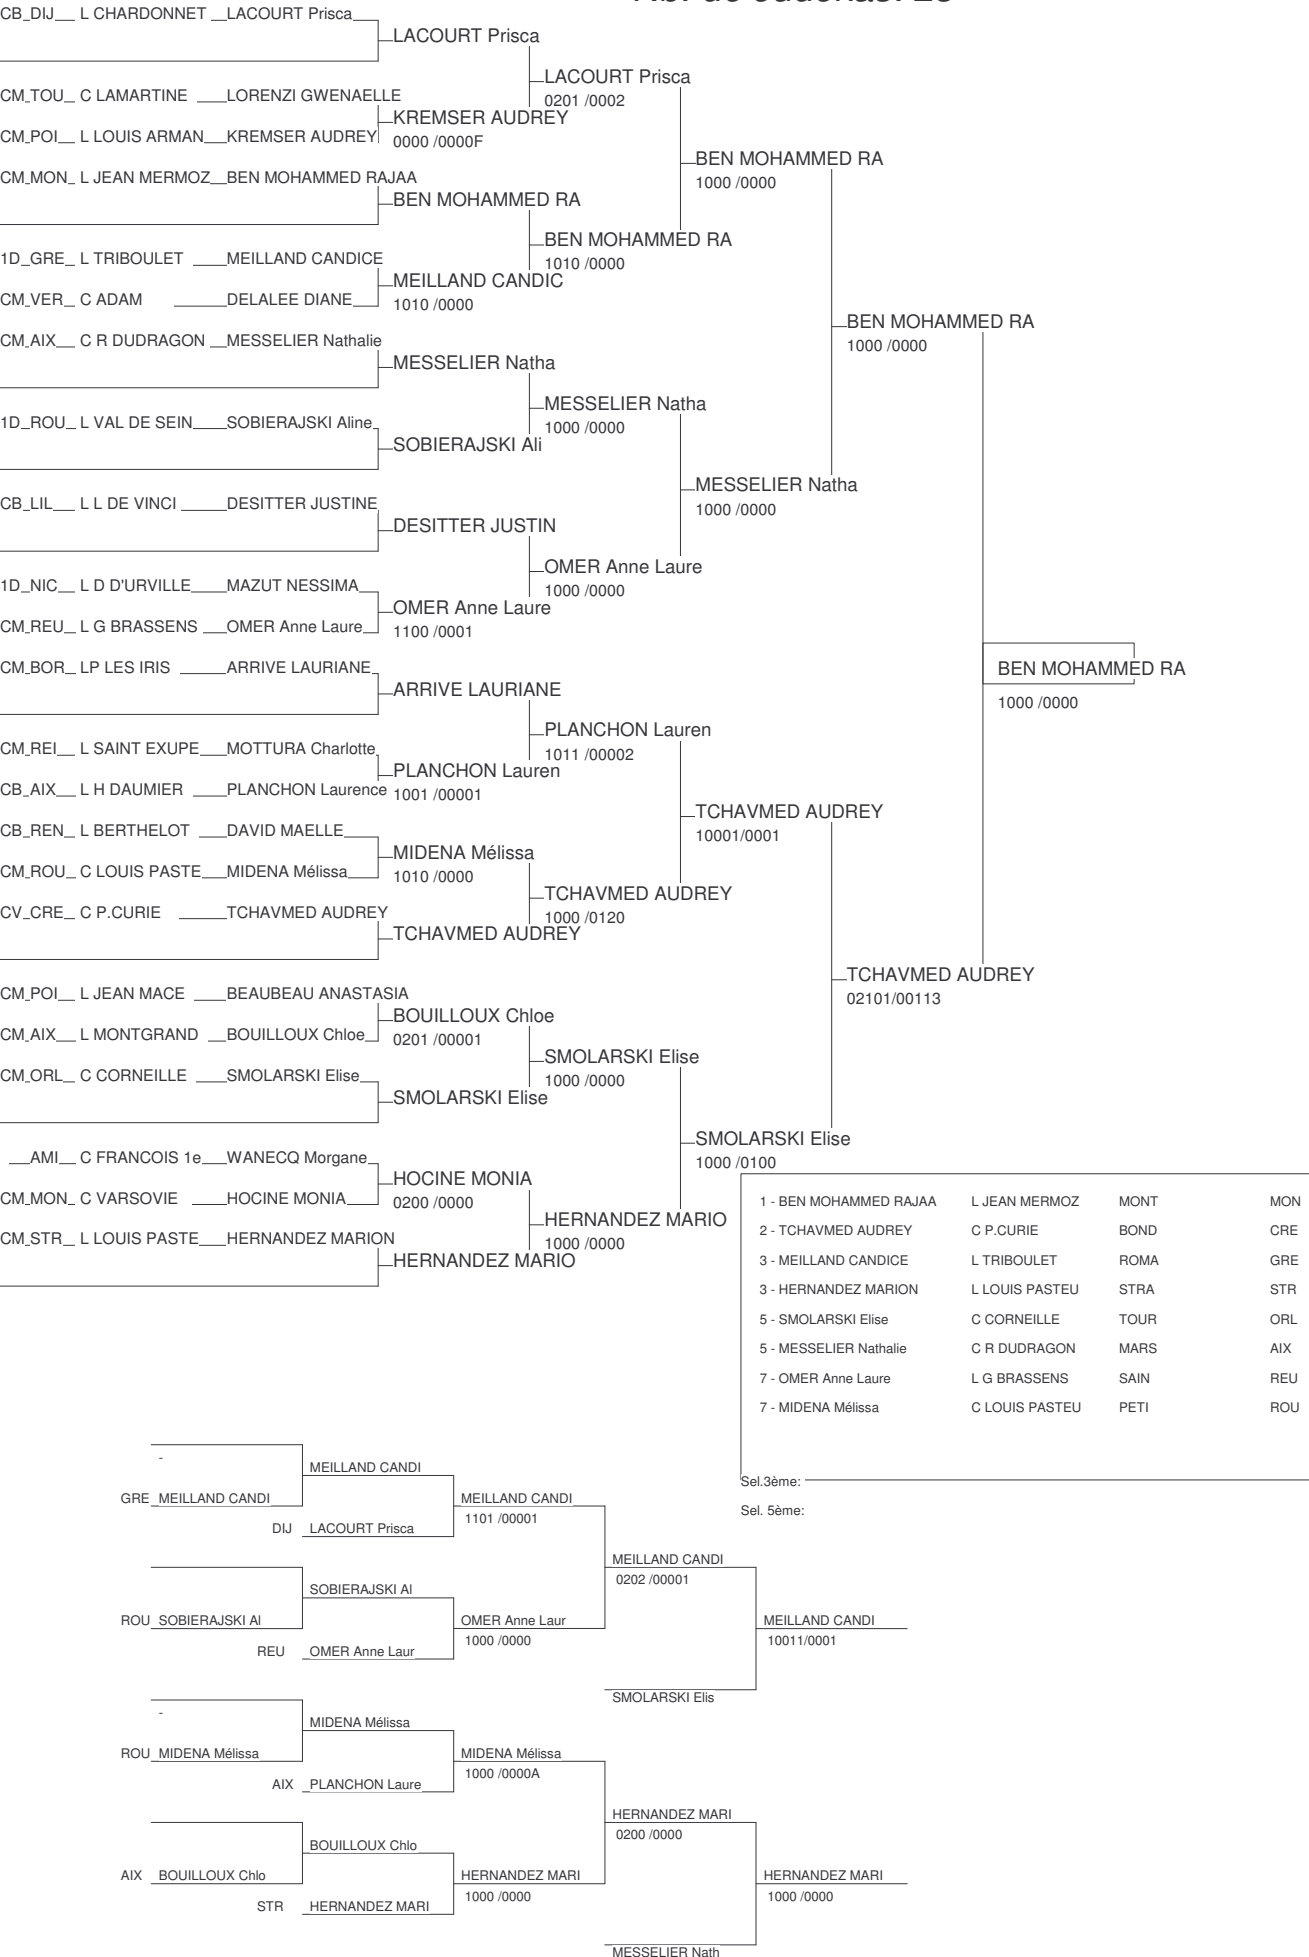 CB_DIJ__ L CHARDONNET __LACOURT Prisca
LACOURT Prisca
LACOURT Prisca
0201 /0002
CM_TOU_ C LAMARTINE ___LORENZI GWENAELLE
KREMSER AUDREY
CM_POI__ L LOUIS ARMAN___KREMSER AUDREY
0000 /0000F
BEN MOHAMMED RA
1000 /0000
CM_MON_ L JEAN MERMOZ__BEN MOHAMMED RAJAA
BEN MOHAMMED RA
BEN MOHAMMED RA
1010 /0000
1D_GRE_ L TRIBOULET ____MEILLAND CANDICE
MEILLAND CANDIC
CM_VER_ C ADAM ______DELALEE DIANE
1010 /0000
BEN MOHAMMED RA
1000 /0000
CM_AIX__ C R DUDRAGON __MESSELIER Nathalie
MESSELIER Natha
MESSELIER Natha
1000 /0000
1D_ROU_ L VAL DE SEIN____SOBIERAJSKI Aline
SOBIERAJSKI Ali
MESSELIER Natha
1000 /0000
CB_LIL___ L L DE VINCI _____DESITTER JUSTINE
DESITTER JUSTIN
OMER Anne Laure
1000 /0000
1D_NIC__ L D D'URVILLE____MAZUT NESSIMA
OMER Anne Laure
CM_REU_ L G BRASSENS ___OMER Anne Laure
1100 /0001
BEN MOHAMMED RA
1000 /0000
CM_BOR_ LP LES IRIS _____ARRIVE LAURIANE
ARRIVE LAURIANE
PLANCHON Lauren
1011 /00002
CM_REI__ L SAINT EXUPE___MOTTURA Charlotte
PLANCHON Lauren
CB_AIX__ L H DAUMIER ____PLANCHON Laurence
1001 /00001
TCHAVMED AUDREY
10001/0001
CB_REN_ L BERTHELOT ___DAVID MAELLE
MIDENA Mélissa
CM_ROU_ C LOUIS PASTE___MIDENA Mélissa
1010 /0000
TCHAVMED AUDREY
1000 /0120
CV_CRE_ C P.CURIE _____TCHAVMED AUDREY
TCHAVMED AUDREY
TCHAVMED AUDREY
02101/00113
CM_POI__ L JEAN MACE ____BEAUBEAU ANASTASIA
BOUILLOUX Chloe
CM_AIX__ L MONTGRAND __BOUILLOUX Chloe
0201 /00001
SMOLARSKI Elise
1000 /0000
CM_ORL_ C CORNEILLE ____SMOLARSKI Elise
SMOLARSKI Elise
SMOLARSKI Elise
1000 /0100
__AMI__ C FRANCOIS 1e___WANECQ Morgane
HOCINE MONIA
CM_MON_ C VARSOVIE ____HOCINE MONIA
0200 /0000
HERNANDEZ MARIO
1000 /0000
CM_STR_ L LOUIS PASTE___HERNANDEZ MARION
HERNANDEZ MARIO
1 - BEN MOHAMMED RAJAA L JEAN MERMOZ MONT MON
2 - TCHAVMED AUDREY C P.CURIE BOND CRE
3 - MEILLAND CANDICE L TRIBOULET ROMA GRE
3 - HERNANDEZ MARION L LOUIS PASTEU STRA STR
5 - SMOLARSKI Elise C CORNEILLE TOUR ORL
5 - MESSELIER Nathalie C R DUDRAGON MARS AIX
7 - OMER Anne Laure L G BRASSENS SAIN REU
7 - MIDENA Mélissa C LOUIS PASTEU PETI ROU
Sel.3ème:
Sel. 5ème:
-
MEILLAND CANDI
GRE MEILLAND CANDI
MEILLAND CANDI
1101 /00001
DIJ LACOURT Prisca
MEILLAND CANDI
0202 /00001
SOBIERAJSKI Al
ROU SOBIERAJSKI Al
OMER Anne Laur
1000 /0000
REU OMER Anne Laur
MEILLAND CANDI
10011/0001
SMOLARSKI Elis
-
MIDENA Mélissa
ROU MIDENA Mélissa
MIDENA Mélissa
1000 /0000A
AIX PLANCHON Laure
HERNANDEZ MARI
0200 /0000
BOUILLOUX Chlo
AIX BOUILLOUX Chlo
HERNANDEZ MARI
1000 /0000
STR HERNANDEZ MARI
HERNANDEZ MARI
1000 /0000
MESSELIER Nath